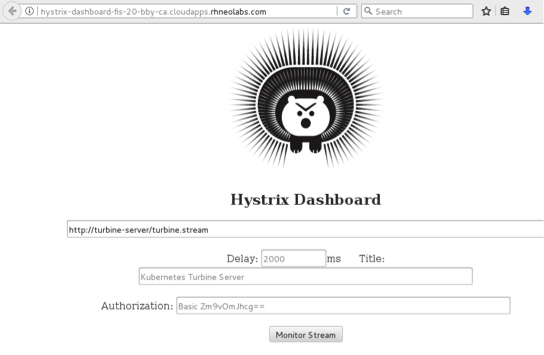 hystrix-dashboard-fis-20-bby-ca.cloudapps.rhneolabs.com
Search
Hystrix Dashboard
http://turbine-server/turbine.stream
Delay: 2000 ms Title:
Kubernetes Turbine Server
Authorization: Basic Zm9vOmJhcg==
Monitor Stream